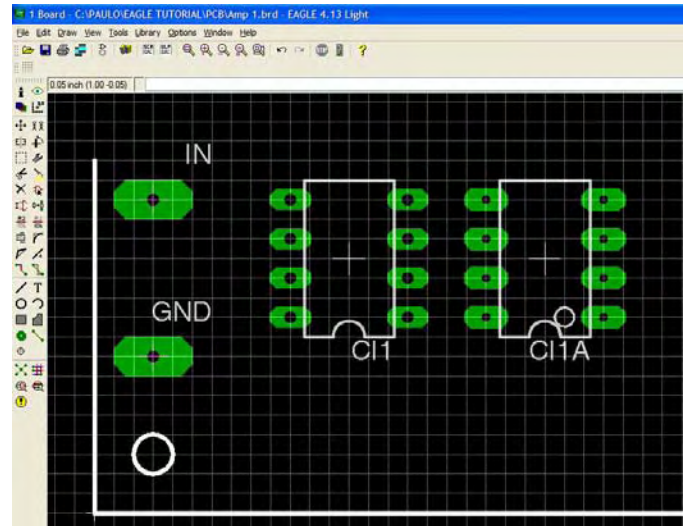 1 Board - C:\PAULO\EAGLE TUTORIAL\PCB\Amp 1.brd - EAGLE 4.13 Light
File Edit Draw View Tools Library Options Window Help
0.05 inch (1.00 -0.05)
IN
GND
CI1
CI1A